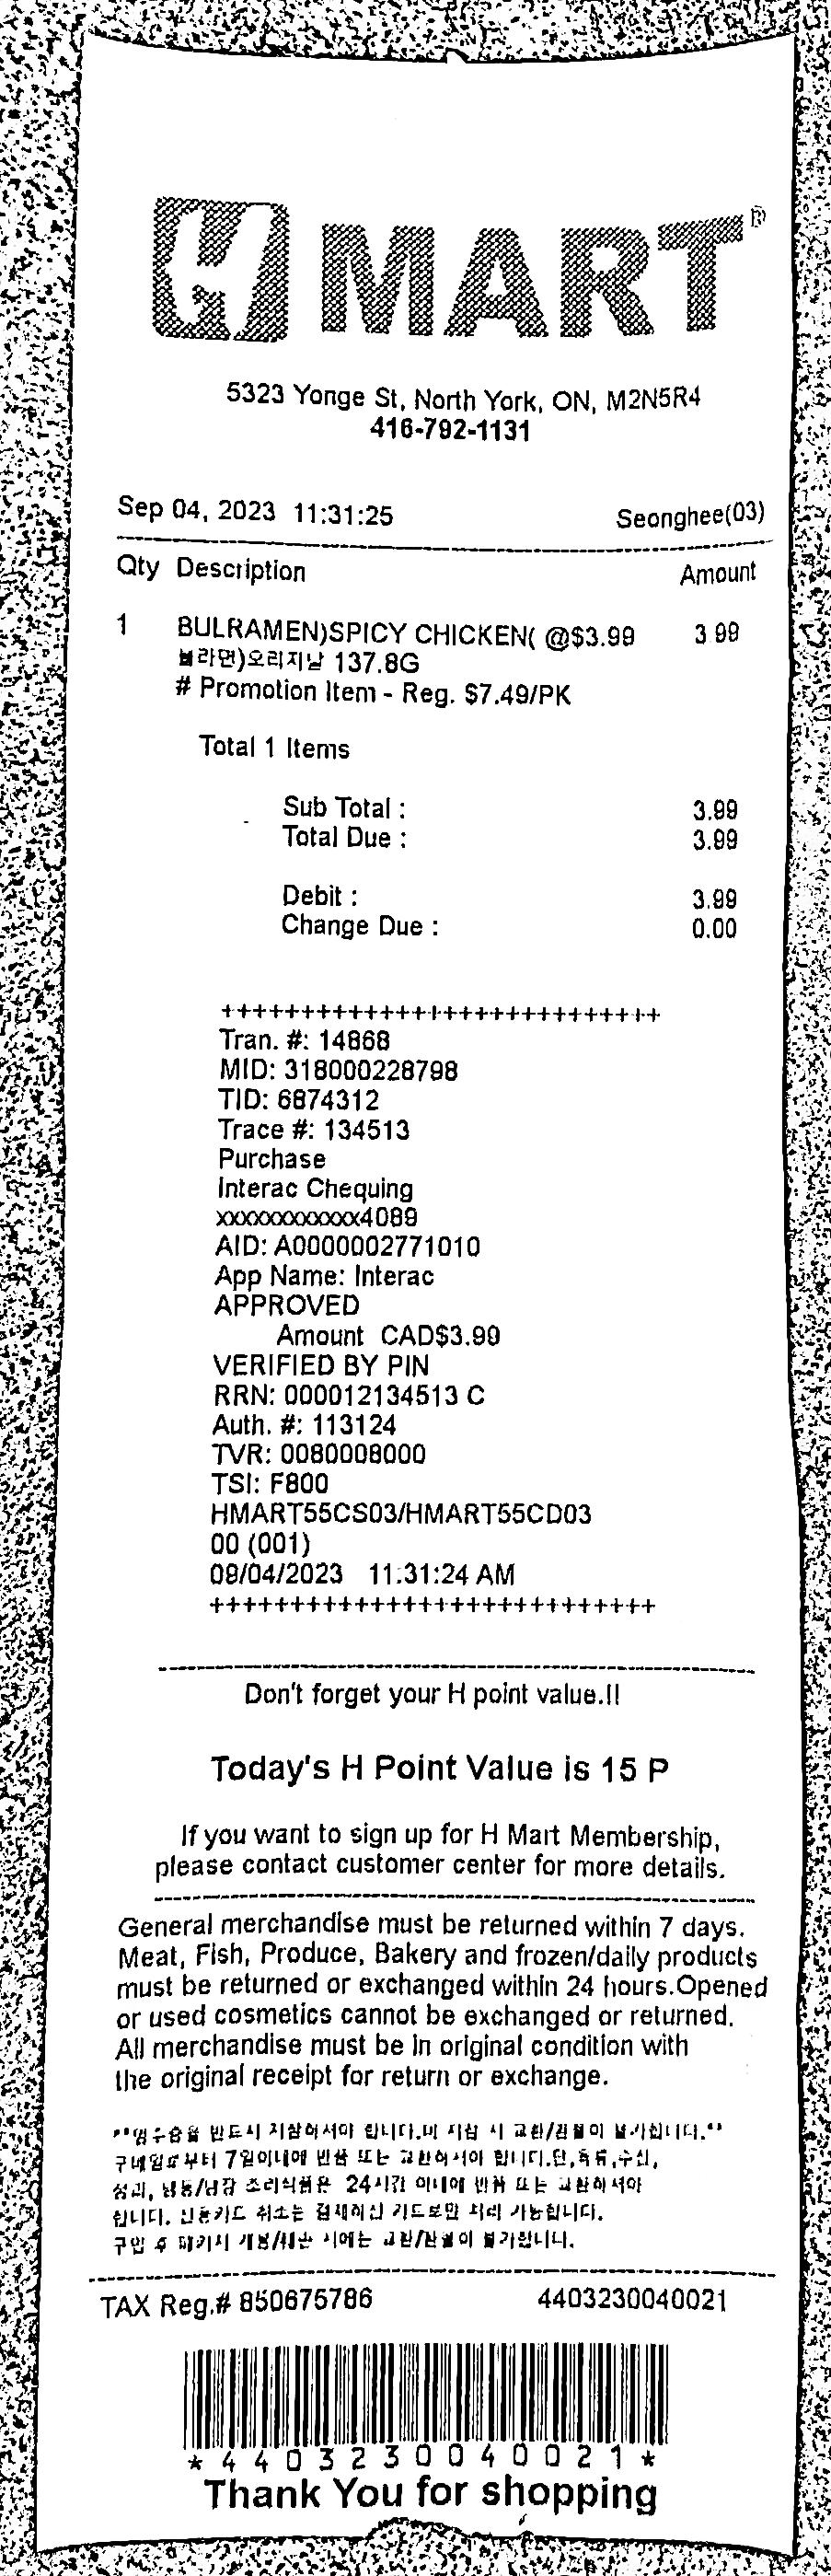 H MART®
5323 Yonge St, North York, ON, M2N5R4
416-792-1131
Sep 04, 2023 11:31:25 Seonghee(03)
Qty Description Amount
1 BULRAMEN)SPICY CHICKEN( @$3.99 3.99
불라면)오리지날 137.8G
# Promotion Item - Reg. $7.49/PK
Total 1 Items
Sub Total : 3.99
Total Due : 3.99
Debit : 3.99
Change Due : 0.00
++++++++++++++++++++++++++++
Tran. #: 14868
MID: 318000228798
TID: 6874312
Trace #: 134513
Purchase
Interac Chequing
xxxxxxxxxxxx4089
AID: A0000002771010
App Name: Interac
APPROVED
Amount CAD$3.99
VERIFIED BY PIN
RRN: 000012134513 C
Auth. #: 113124
TVR: 0080008000
TSI: F800
HMART55CS03/HMART55CD03
00 (001)
09/04/2023 11:31:24 AM
++++++++++++++++++++++++++++
Don't forget your H point value.!!
Today's H Point Value is 15 P
If you want to sign up for H Mart Membership,
please contact customer center for more details.
General merchandise must be returned within 7 days.
Meat, Fish, Produce, Bakery and frozen/daily products
must be returned or exchanged within 24 hours.Opened
or used cosmetics cannot be exchanged or returned.
All merchandise must be in original condition with
the original receipt for return or exchange.
**영수증을 반드시 지참하셔야 합니다.미 지참 시 교환/환불이 불가합니다.**
구매일로부터 7일이내에 반품 또는 교환하셔야 합니다.단,육류,수산,
청과, 냉동/냉장 조리식품은 24시간 이내에 반품 또는 교환하셔야
합니다. 신용카드 취소는 결제하신 카드로만 처리 가능합니다.
구입 후 패키지 개봉/훼손 시에는 교환/환불이 불가합니다.
TAX Reg.# 850675786 4403230040021
*4403230040021*
Thank You for shopping